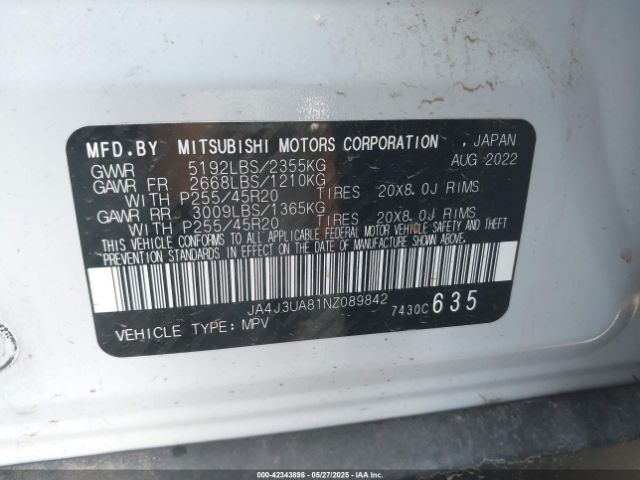 MFD.BY MITSUBISHI MOTORS CORPORATION . JAPAN
GVWR 5192LBS/2355KG AUG 2022
GAWR FR 2668LBS/1210KG
WITH P255/45R20 TIRES 20X8.0J RIMS
GAWR RR 3009LBS/1365KG
WITH P255/45R20 TIRES 20X8.0J RIMS
THIS VEHICLE CONFORMS TO ALL APPLICABLE FEDERAL MOTOR VEHICLE SAFETY AND THEFT
PREVENTION STANDARDS IN EFFECT ON THE DATE OF MANUFACTURE SHOWN ABOVE.
JA4J3UA81NZ089842
7430C 635
VEHICLE TYPE: MPV
000-42343898 - 05/27/2025 - IAAI.COM